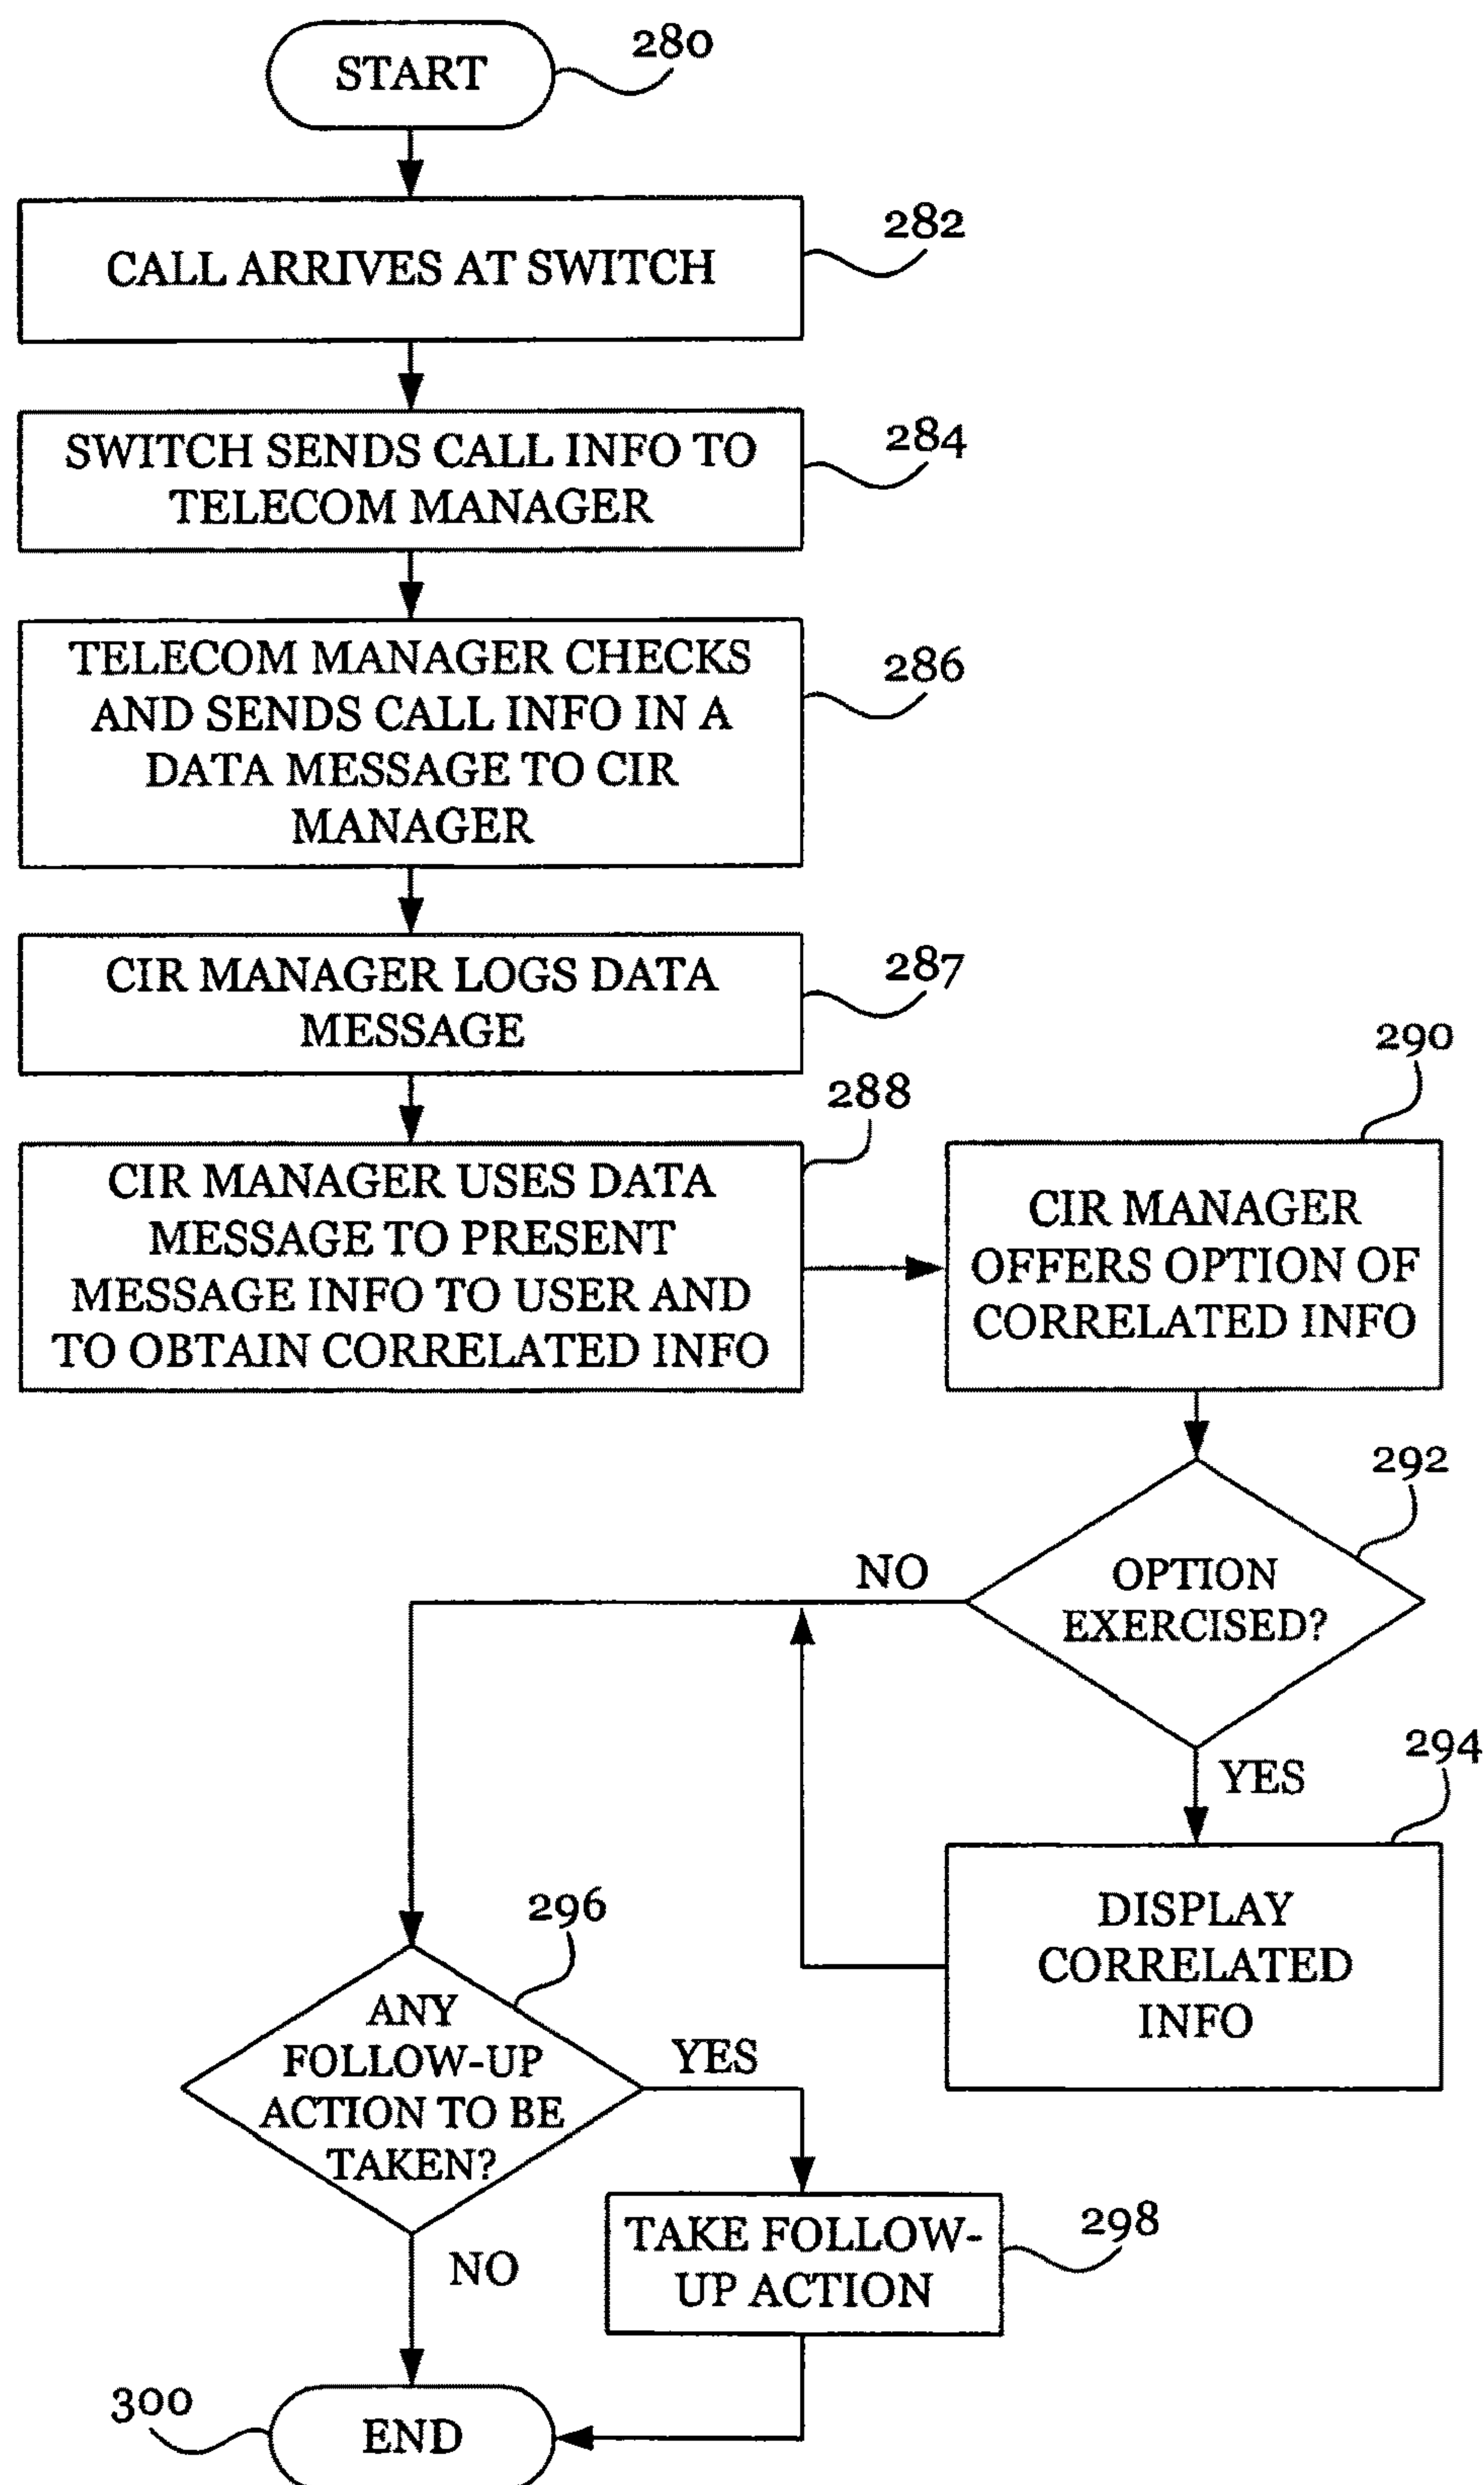 START
280
CALL ARRIVES AT SWITCH
282
SWITCH SENDS CALL INFO TO
TELECOM MANAGER
284
TELECOM MANAGER CHECKS
AND SENDS CALL INFO IN A
DATA MESSAGE TO CIR
MANAGER
286
CIR MANAGER LOGS DATA
MESSAGE
287
CIR MANAGER USES DATA
MESSAGE TO PRESENT
MESSAGE INFO TO USER AND
TO OBTAIN CORRELATED INFO
288
CIR MANAGER
OFFERS OPTION OF
CORRELATED INFO
290
OPTION
EXERCISED?
292
NO
YES
DISPLAY
CORRELATED
INFO
294
ANY
FOLLOW-UP
ACTION TO BE
TAKEN?
296
YES
NO
TAKE FOLLOW-
UP ACTION
298
END
300